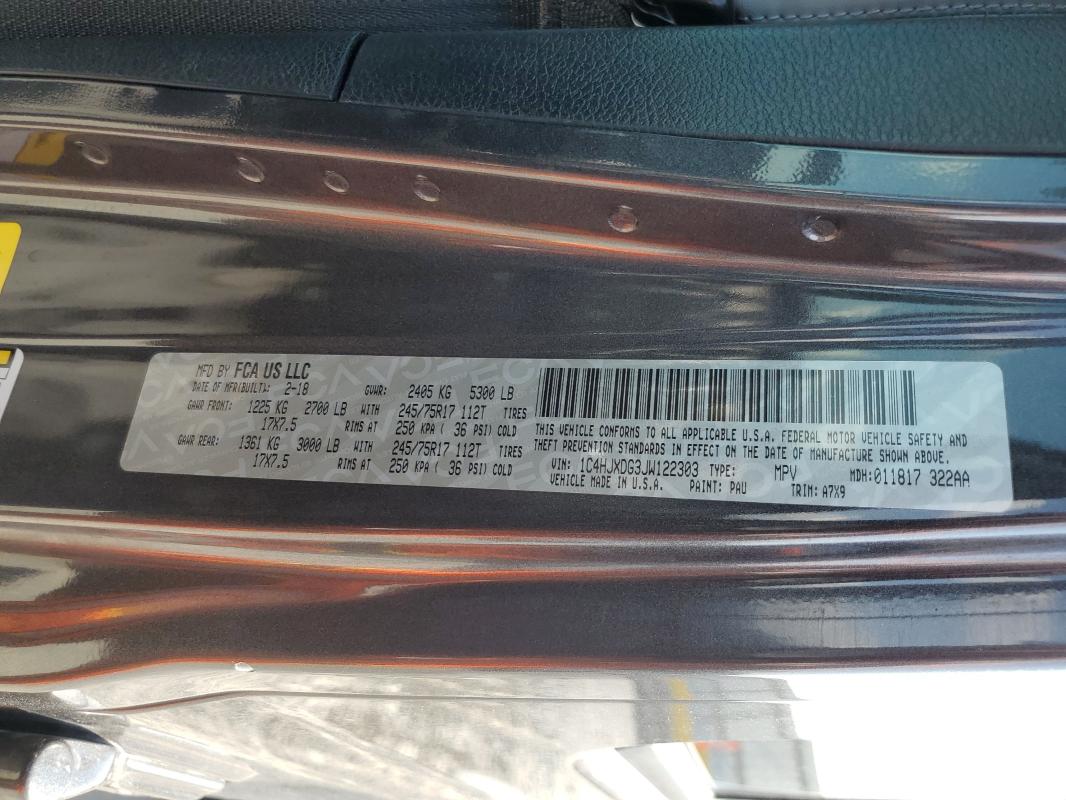 MFD BY FCA US LLC
DATE OF MFR(BUILT): 2-18 GVWR: 2405 KG 5300 LB
GAWR FRONT: 1225 KG 2700 LB WITH 245/75R17 112T TIRES
17X7.5 RIMS AT 250 KPA ( 36 PSI) COLD
GAWR REAR: 1361 KG 3000 LB WITH 245/75R17 112T TIRES
17X7.5 RIMS AT 250 KPA ( 36 PSI) COLD
THIS VEHICLE CONFORMS TO ALL APPLICABLE U.S.A. FEDERAL MOTOR VEHICLE SAFETY AND
THEFT PREVENTION STANDARDS IN EFFECT ON THE DATE OF MANUFACTURE SHOWN ABOVE.
VIN: 1C4HJXDG3JW122303 TYPE: MPV MDH: 011817 322AA
VEHICLE MADE IN U.S.A. PAINT: PAU TRIM: A7X9